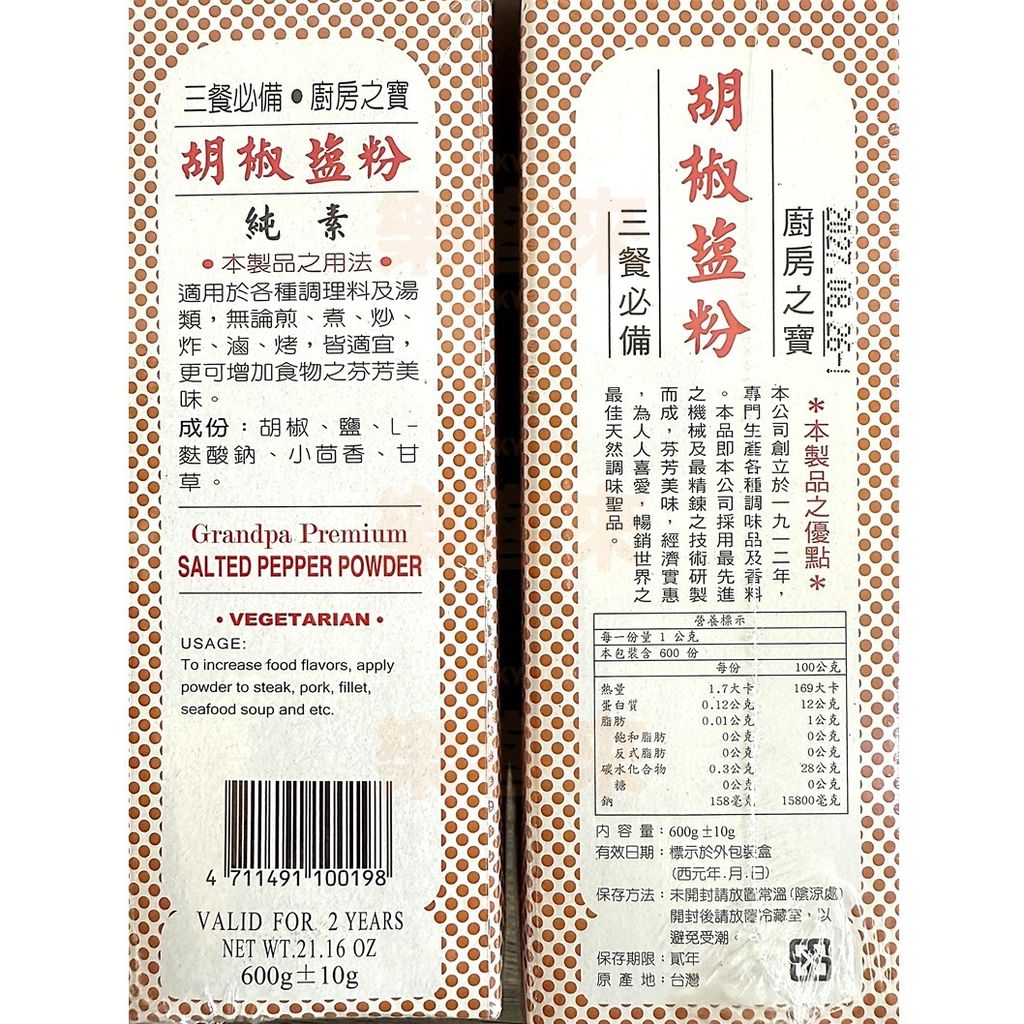 三餐必備•廚房之寶
胡椒塩粉
純 素
•本製品之用法•
適用於各種調理料及湯
類，無論煎、煮、炒、
炸、滷、烤，皆適宜，
更可增加食物之芬芳美
味。
成份：胡椒、鹽、L-
麩酸鈉、小茴香、甘
草。
Grandpa Premium
SALTED PEPPER POWDER
• VEGETARIAN •
USAGE:
To increase food flavors, apply
powder to steak, pork, fillet,
seafood soup and etc.
4 711491 100198
VALID FOR 2 YEARS
NET WT.21.16 OZ
600g±10g
2027.08.26-1
廚房之寶
胡椒塩粉
三餐必備
＊本製品之優點＊
本公司創立於一九一二年，
專門生產各種調味品及香料
。本品即本公司採用最先進
之機械及最精鍊之技術研製
而成，芬芳美味，經濟實惠
，為人人喜愛，暢銷世界之
最佳天然調味聖品。
營養標示
每一份量 1 公克
本包裝含 600 份
每份 100公克
熱量 1.7大卡 169大卡
蛋白質 0.12公克 12公克
脂肪 0.01公克 1公克
飽和脂肪 0公克 0公克
反式脂肪 0公克 0公克
碳水化合物 0.3公克 28公克
糖 0公克 0公克
鈉 158毫克 15800毫克
內 容 量：600g±10g
有效日期：標示於外包裝盒
(西元年.月.日)
保存方法：未開封請放置常溫(陰涼處)
開封後請放置冷藏室，以
避免受潮。
保存期限：貳年
原 產 地：台灣
樂善來
樂善來
樂善來